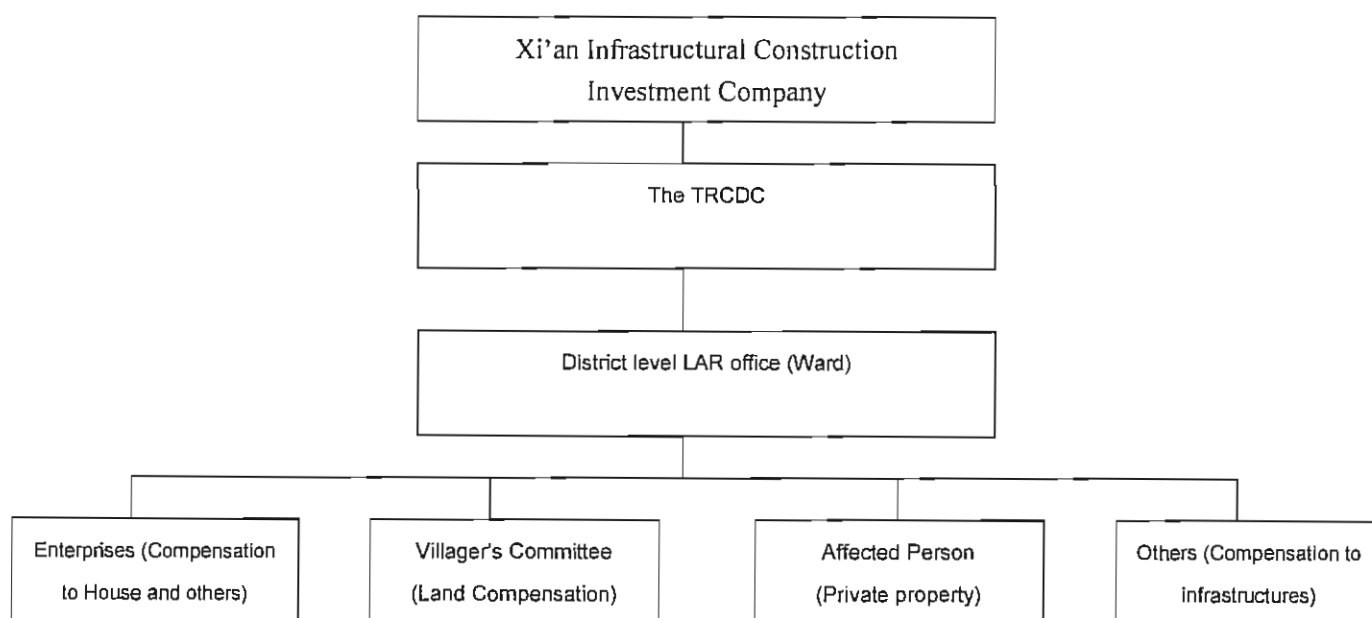 Xi'an Infrastructural Construction
Investment Company
The TRCDC
District level LAR office (Ward)
Enterprises (Compensation
to House and others)
Villager's Committee
(Land Compensation)
Affected Person
(Private property)
Others (Compensation to
infrastructures)